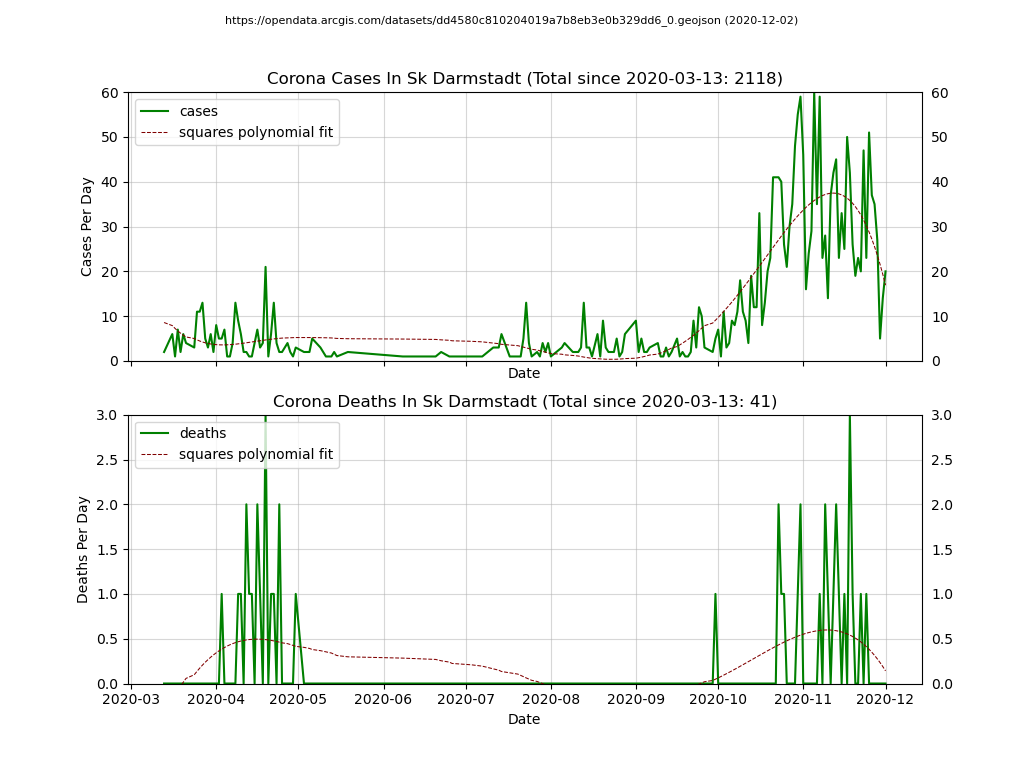 https://opendata.arcgis.com/datasets/dd4580c810204019a7b8eb3e0b329dd6_0.geojson (2020-12-02)
Corona Cases In Sk Darmstadt (Total since 2020-03-13: 2118)
cases
squares polynomial fit
Cases Per Day
60 60
50 50
40 40
30 30
20 20
10 10
0 0
Date
Corona Deaths In Sk Darmstadt (Total since 2020-03-13: 41)
deaths
squares polynomial fit
Deaths Per Day
3.0 3.0
2.5 2.5
2.0 2.0
1.5 1.5
1.0 1.0
0.5 0.5
0.0 0.0
2020-03 2020-04 2020-05 2020-06 2020-07 2020-08 2020-09 2020-10 2020-11 2020-12
Date